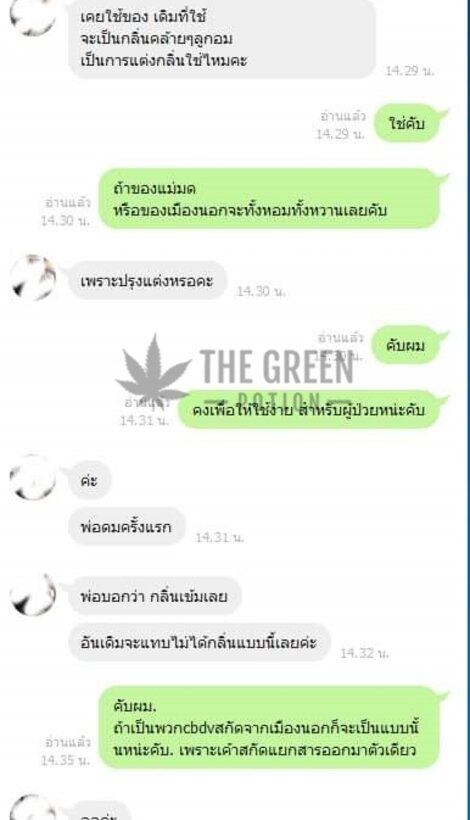 เคยใช้ของ เดิมที่ใช้
จะเป็นกลิ่นคล้ายๆลูกอม
เป็นการแต่งกลิ่นใช่ไหมคะ
14.29 น.
อ่านแล้ว
14.29 น.
ใช่คับ
ถ้าของแม่มด
หรือของเมืองนอกจะทั้งหอมทั้งหวานเลยคับ
อ่านแล้ว
14.30 น.
เพราะปรุงแต่งหรอคะ
14.30 น.
อ่านแล้ว
14.30 น.
คับผม
THE GREEN
POTION
อ่านแล้ว
14.31 น.
คงเพื่อให้ใช้ง่าย สำหรับผู้ป่วยหน่ะคับ
ค่ะ
พ่อดมครั้งแรก
14.31 น.
พ่อบอกว่า กลิ่นเข้มเลย
อันเดิมจะแทบไม่ได้กลิ่นแบบนี้เลยค่ะ
14.32 น.
คับผม.
ถ้าเป็นพวกcbdvสกัดจากเมืองนอกก็จะเป็นแบบนี้
นหน่ะคับ. เพราะเค้าสกัดแยกสารออกมาตัวเดียว
อ่านแล้ว
14.35 น.